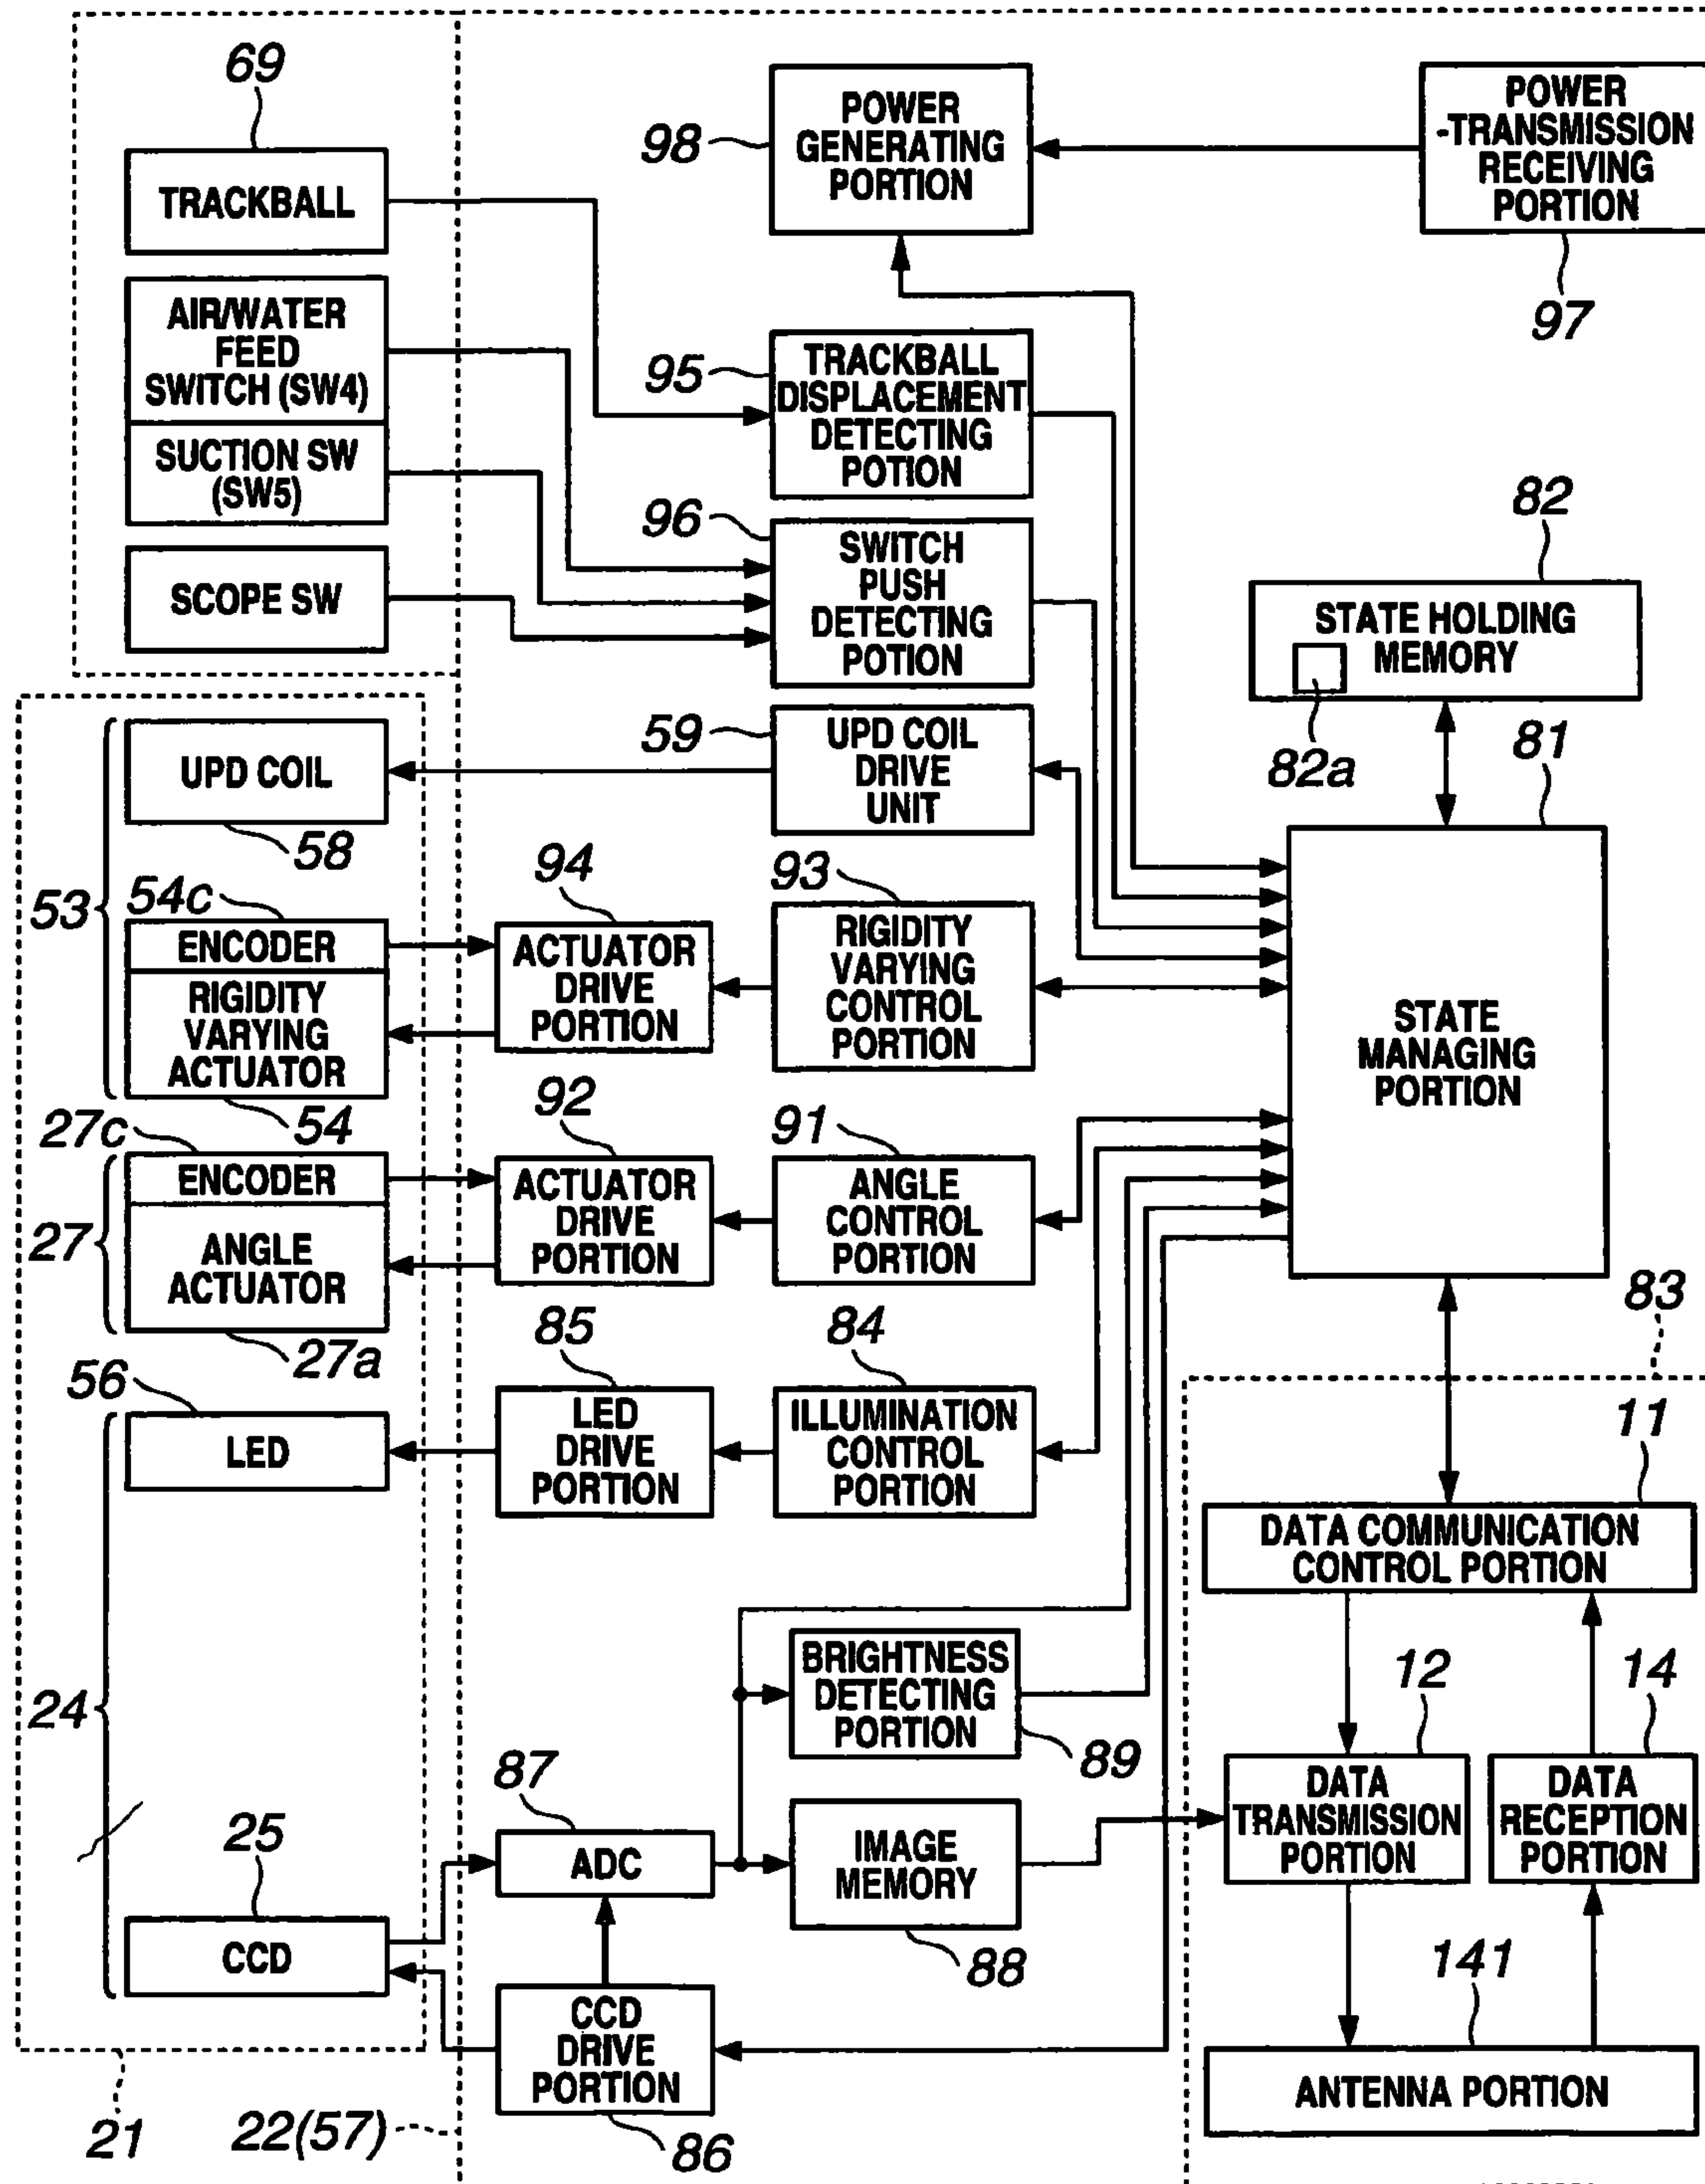 69
TRACKBALL
AIR/WATER
FEED
SWITCH (SW4)
SUCTION SW
(SW5)
SCOPE SW
98
POWER
GENERATING
PORTION
POWER
-TRANSMISSION
RECEIVING
PORTION
97
95
TRACKBALL
DISPLACEMENT
DETECTING
POTION
96
SWITCH
PUSH
DETECTING
POTION
82
STATE HOLDING
MEMORY
82a
53
UPD COIL
58
59
UPD COIL
DRIVE
UNIT
81
STATE
MANAGING
PORTION
54c
ENCODER
RIGIDITY
VARYING
ACTUATOR
54
94
ACTUATOR
DRIVE
PORTION
93
RIGIDITY
VARYING
CONTROL
PORTION
27c
27
ENCODER
ANGLE
ACTUATOR
27a
92
ACTUATOR
DRIVE
PORTION
91
ANGLE
CONTROL
PORTION
56
24
LED
85
LED
DRIVE
PORTION
84
ILLUMINATION
CONTROL
PORTION
83
11
DATA COMMUNICATION
CONTROL PORTION
BRIGHTNESS
DETECTING
PORTION
89
12
DATA
TRANSMISSION
PORTION
14
DATA
RECEPTION
PORTION
87
ADC
IMAGE
MEMORY
88
25
CCD
CCD
DRIVE
PORTION
86
141
ANTENNA PORTION
21
22(57)